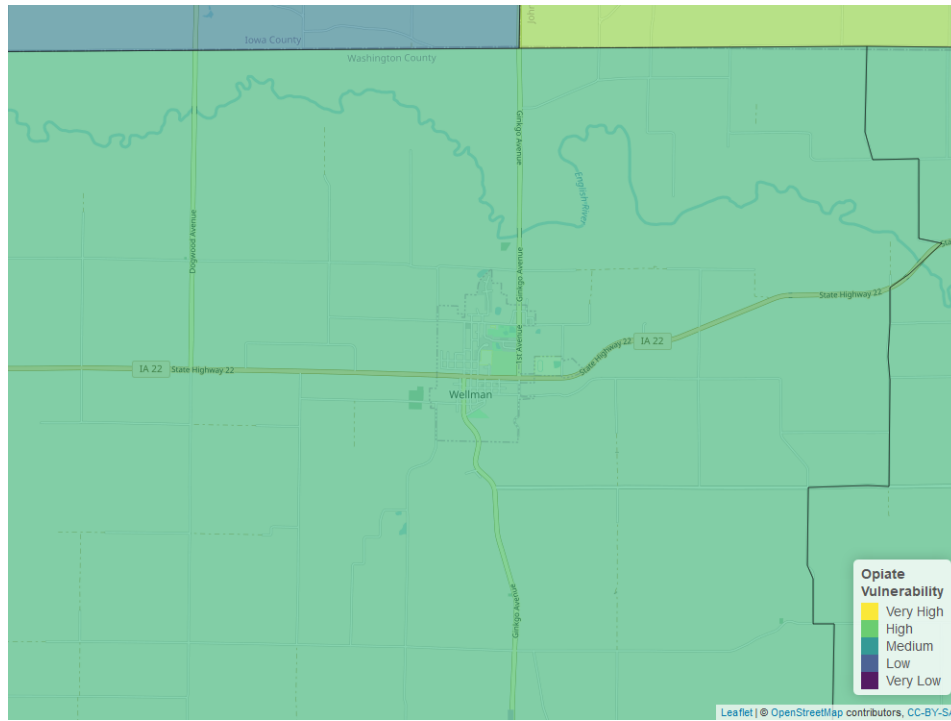 Iowa County
Washington County
Ginkgo Avenue
English River
Dogwood Avenue
Ginkgo Avenue
State Highway 22
IA 22
State Highway 22
1st Avenue
State Highway 22
IA 22
Wellman
Ginkgo Avenue
Opiate
Vulnerability
Very High
High
Medium
Low
Very Low
Leaflet | © OpenStreetMap contributors, CC-BY-SA